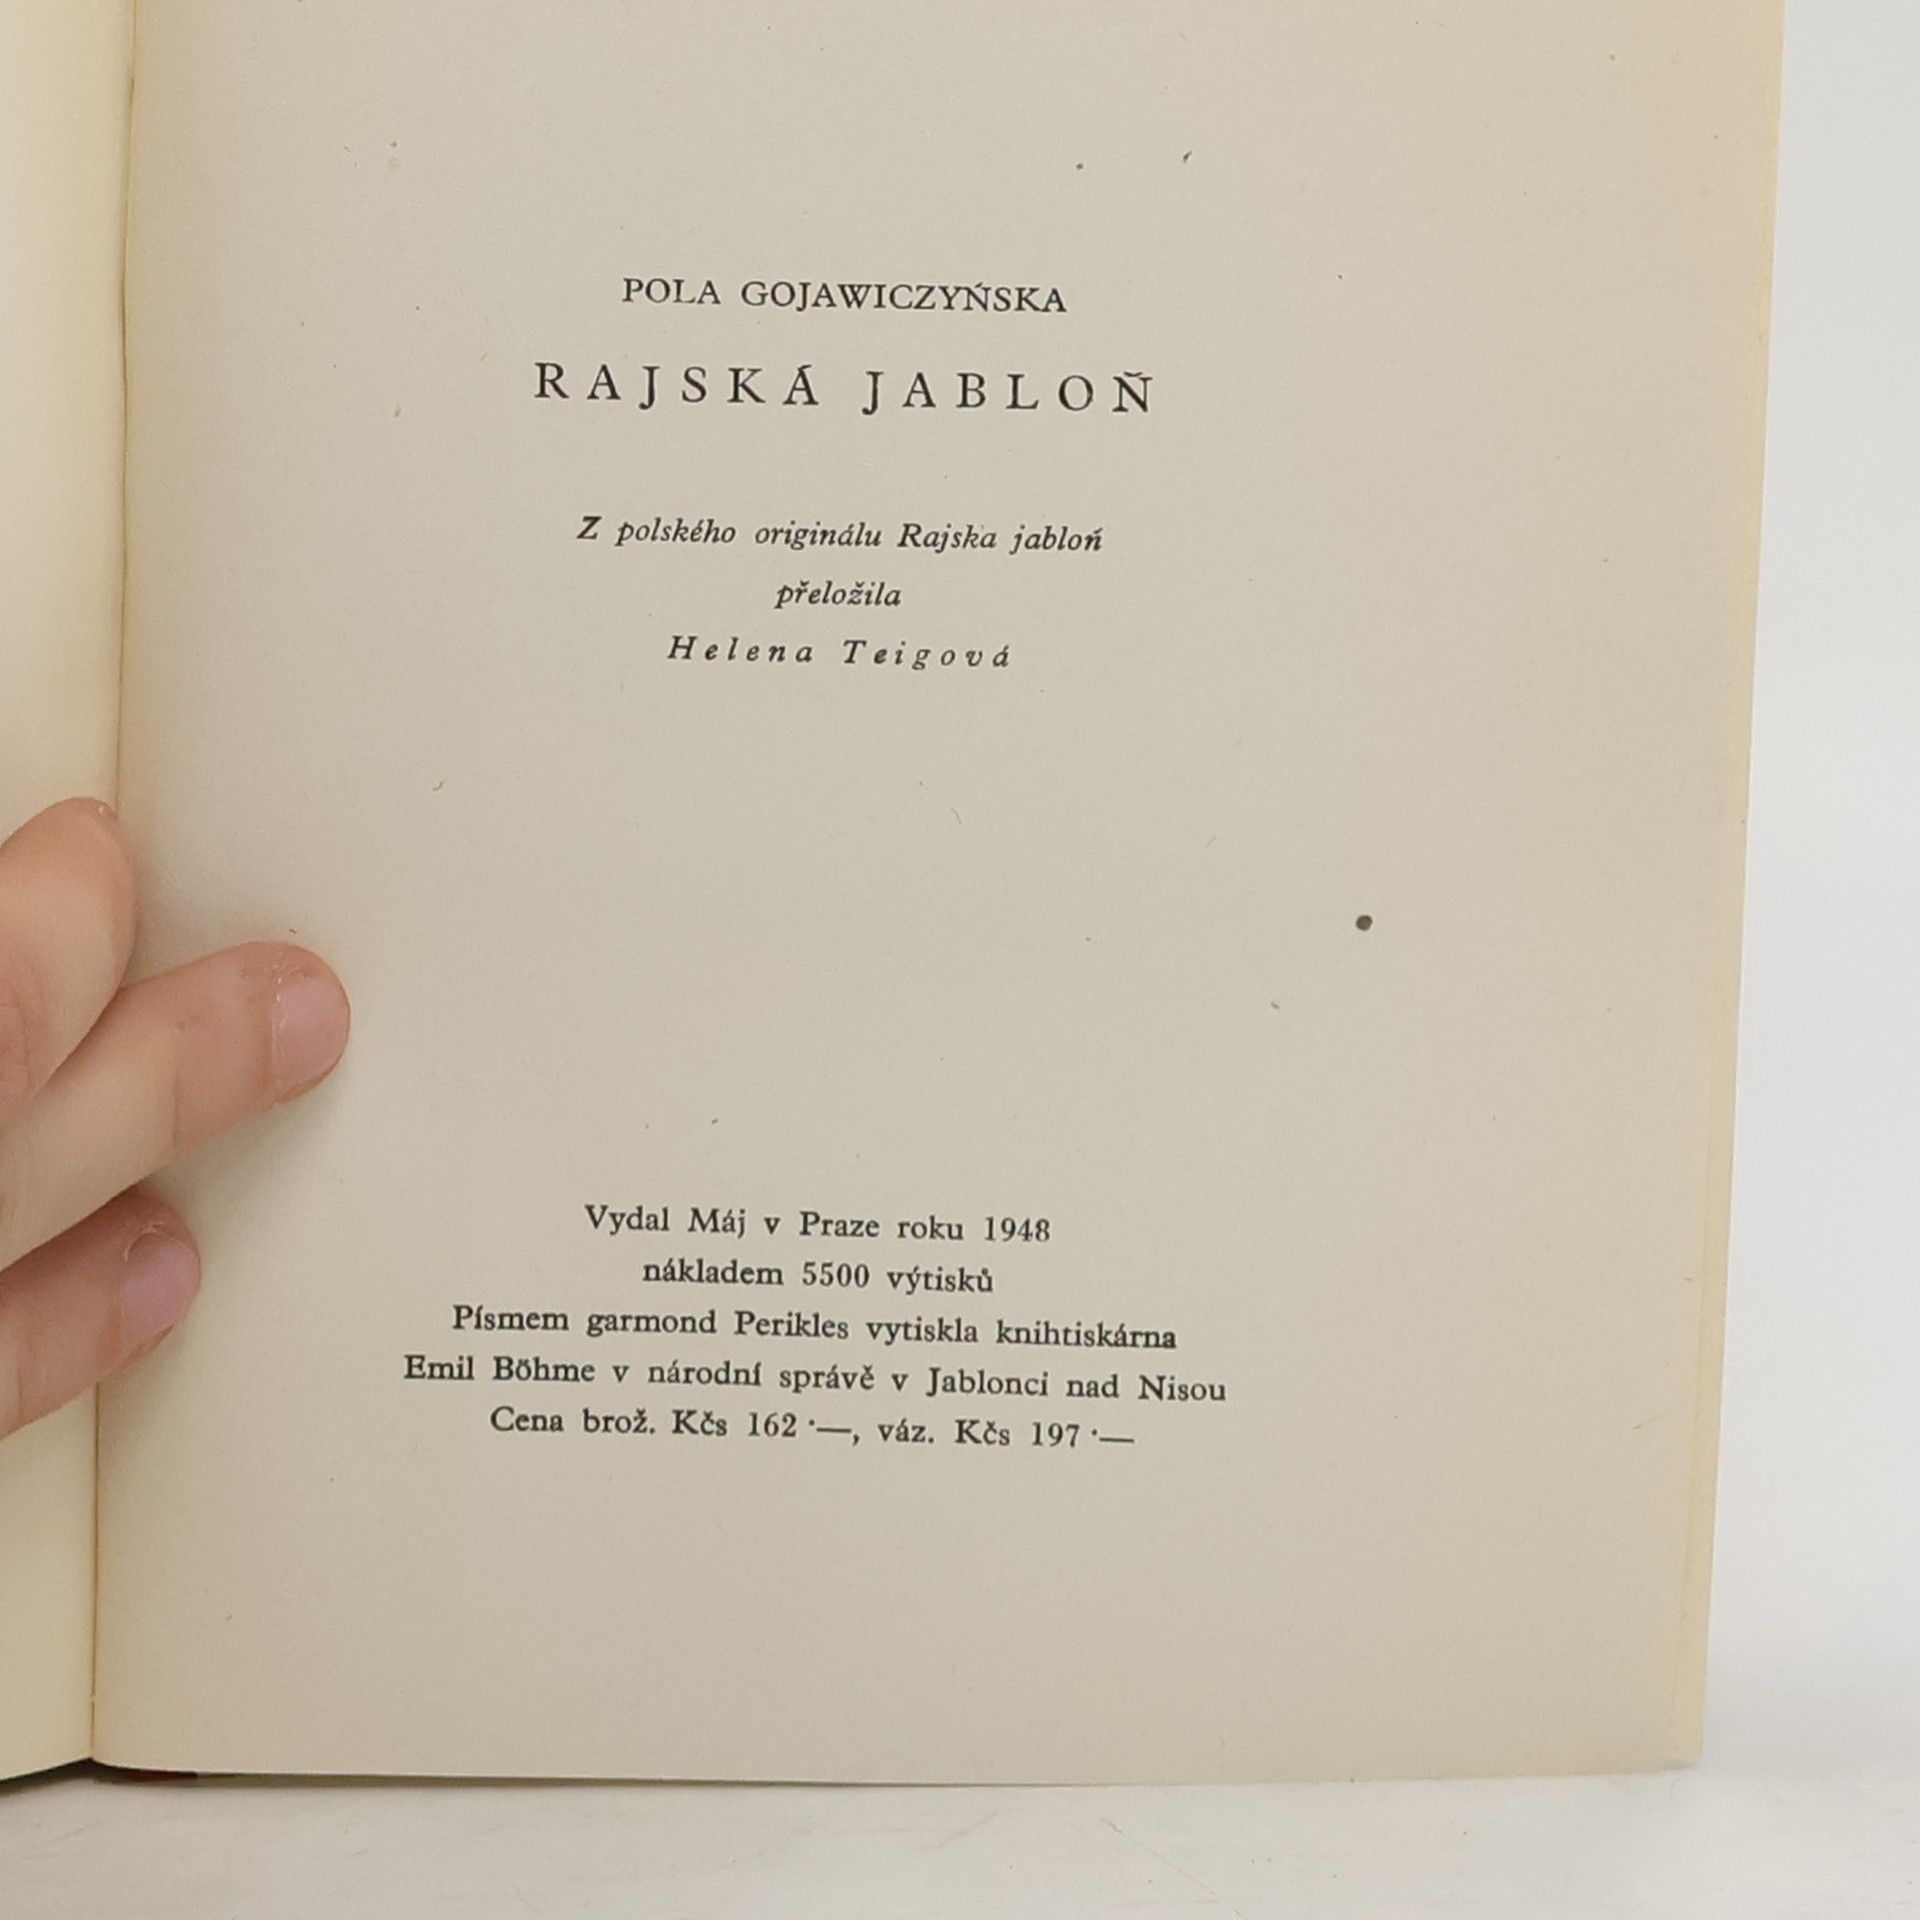 POLA GOJAWICZYŃSKA
RAJSKÁ JABLOŇ
Z polského originálu Rajska jabloń
přeložila
Helena Teigová
Vydal Máj v Praze roku 1948
nákladem 5500 výtisků
Písmem garmond Perikles vytiskla knihtiskárna
Emil Böhme v národní správě v Jablonci nad Nisou
Cena brož. Kčs 162·—, váz. Kčs 197·—